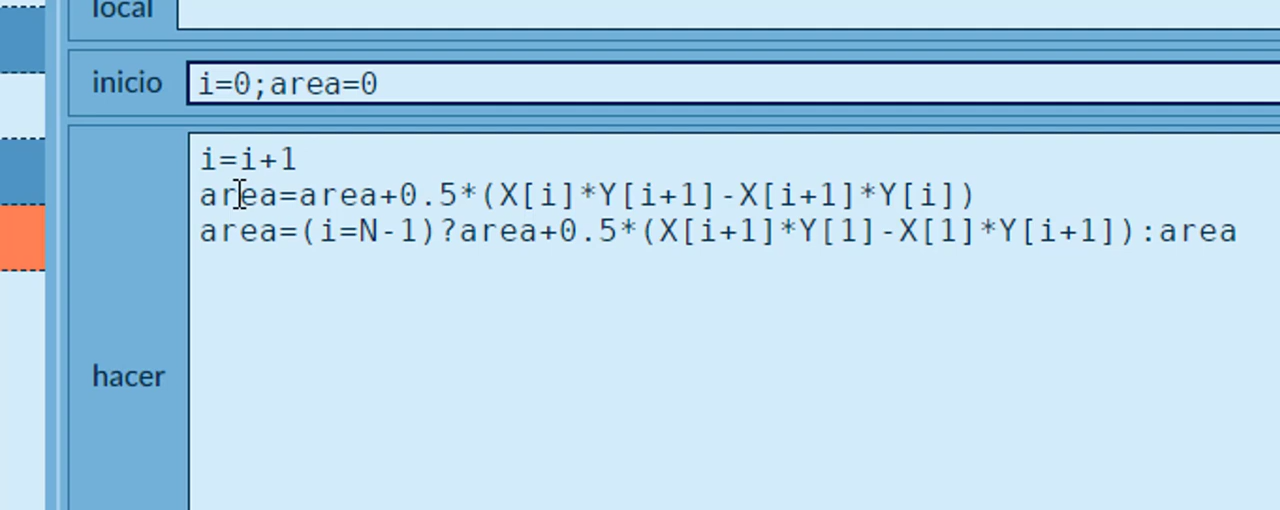 local
inicio
i=0;area=0
i=i+1
area=area+0.5*(X[i]*Y[i+1]-X[i+1]*Y[i])
area=(i=N-1)?area+0.5*(X[i+1]*Y[1]-X[1]*Y[i+1]):area
hacer